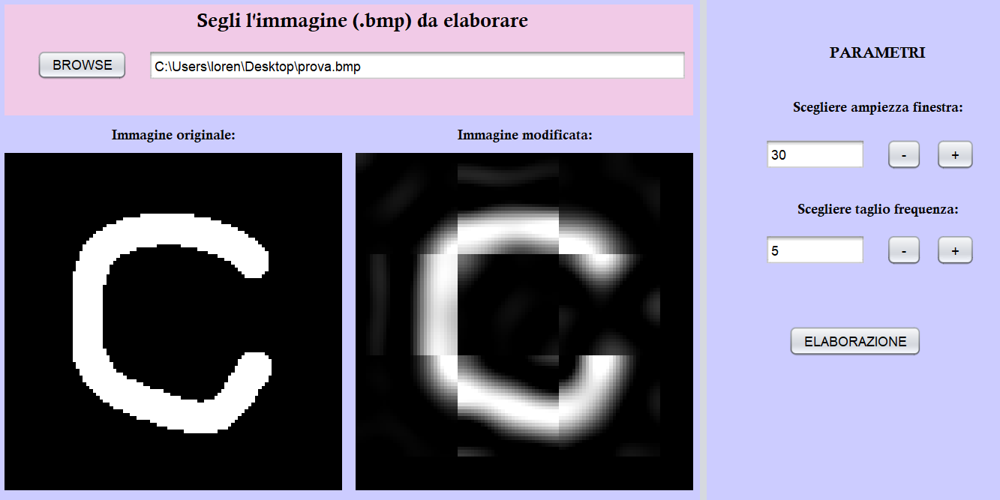 Segli l'immagine (.bmp) da elaborare
BROWSE
C:\Users\loren\Desktop\prova.bmp
Immagine originale:
Immagine modificata:
PARAMETRI
Scegliere ampiezza finestra:
30
-
+
Scegliere taglio frequenza:
5
-
+
ELABORAZIONE